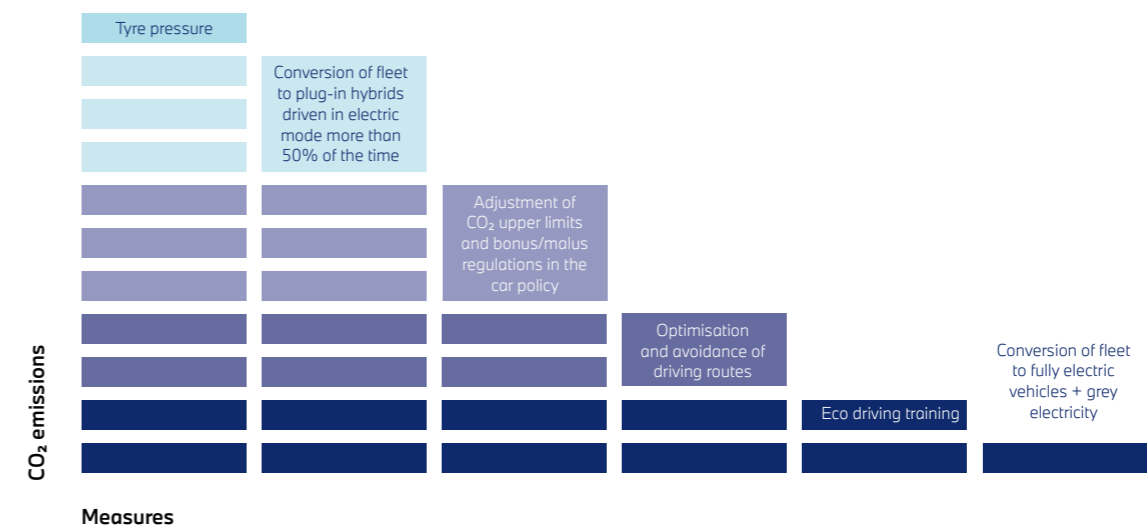 Tyre pressure
Conversion of fleet
to plug-in hybrids
driven in electric
mode more than
50% of the time
Adjustment of
CO₂ upper limits
and bonus/malus
regulations in the
car policy
Optimisation
and avoidance of
driving routes
Eco driving training
Conversion of fleet
to fully electric
vehicles + grey
electricity
CO₂ emissions
Measures